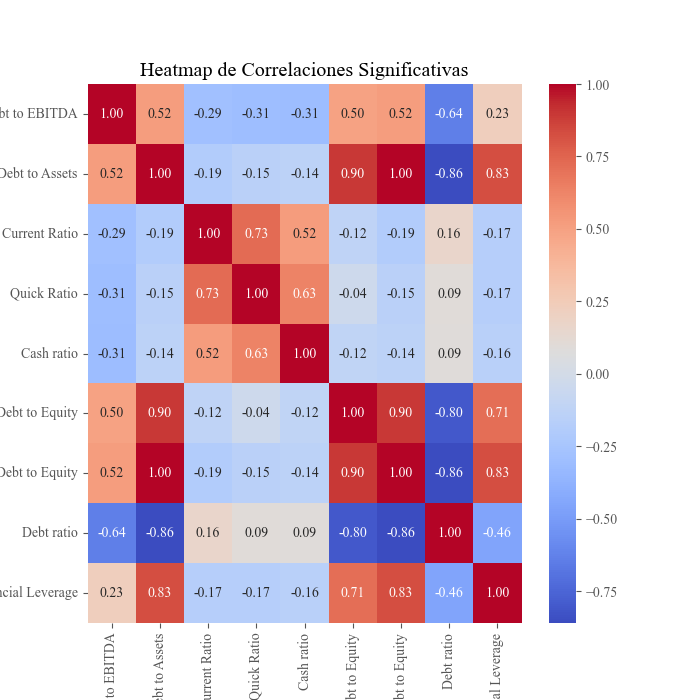 Heatmap de Correlaciones Significativas
bt to EBITDA 1.00 0.52 -0.29 -0.31 -0.31 0.50 0.52 -0.64 0.23
Debt to Assets 0.52 1.00 -0.19 -0.15 -0.14 0.90 1.00 -0.86 0.83
Current Ratio -0.29 -0.19 1.00 0.73 0.52 -0.12 -0.19 0.16 -0.17
Quick Ratio -0.31 -0.15 0.73 1.00 0.63 -0.04 -0.15 0.09 -0.17
Cash ratio -0.31 -0.14 0.52 0.63 1.00 -0.12 -0.14 0.09 -0.16
Debt to Equity 0.50 0.90 -0.12 -0.04 -0.12 1.00 0.90 -0.80 0.71
Debt to Equity 0.52 1.00 -0.19 -0.15 -0.14 0.90 1.00 -0.86 0.83
Debt ratio -0.64 -0.86 0.16 0.09 0.09 -0.80 -0.86 1.00 -0.46
ncial Leverage 0.23 0.83 -0.17 -0.17 -0.16 0.71 0.83 -0.46 1.00
to EBITDA
bt to Assets
urrent Ratio
Quick Ratio
Cash ratio
bt to Equity
bt to Equity
Debt ratio
al Leverage
1.00
0.75
0.50
0.25
0.00
−0.25
−0.50
−0.75